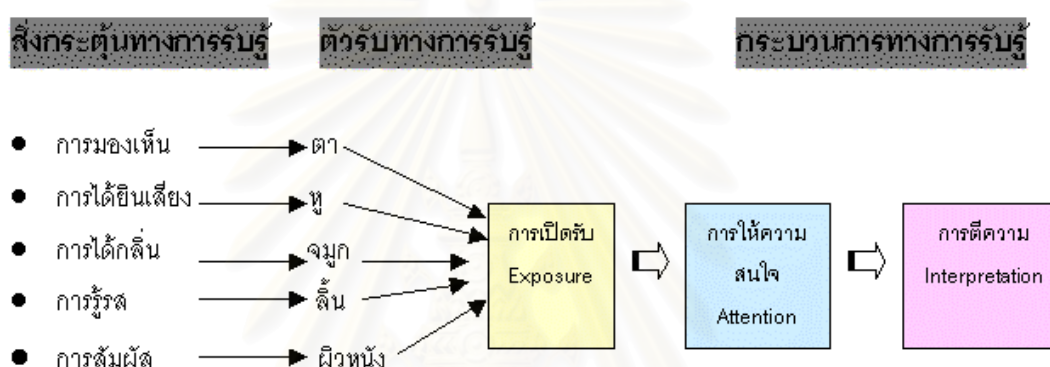 สิ่งกระตุ้นทางการรับรู้ ตัวรับทางการรับรู้ กระบวนการทางการรับรู้
การมองเห็น ตา
การได้ยินเสียง หู
การได้กลิ่น จมูก
การรู้รส ลิ้น
การสัมผัส ผิวหนัง
การเปิดรับ
Exposure
การให้ความ
สนใจ
Attention
การตีความ
Interpretation